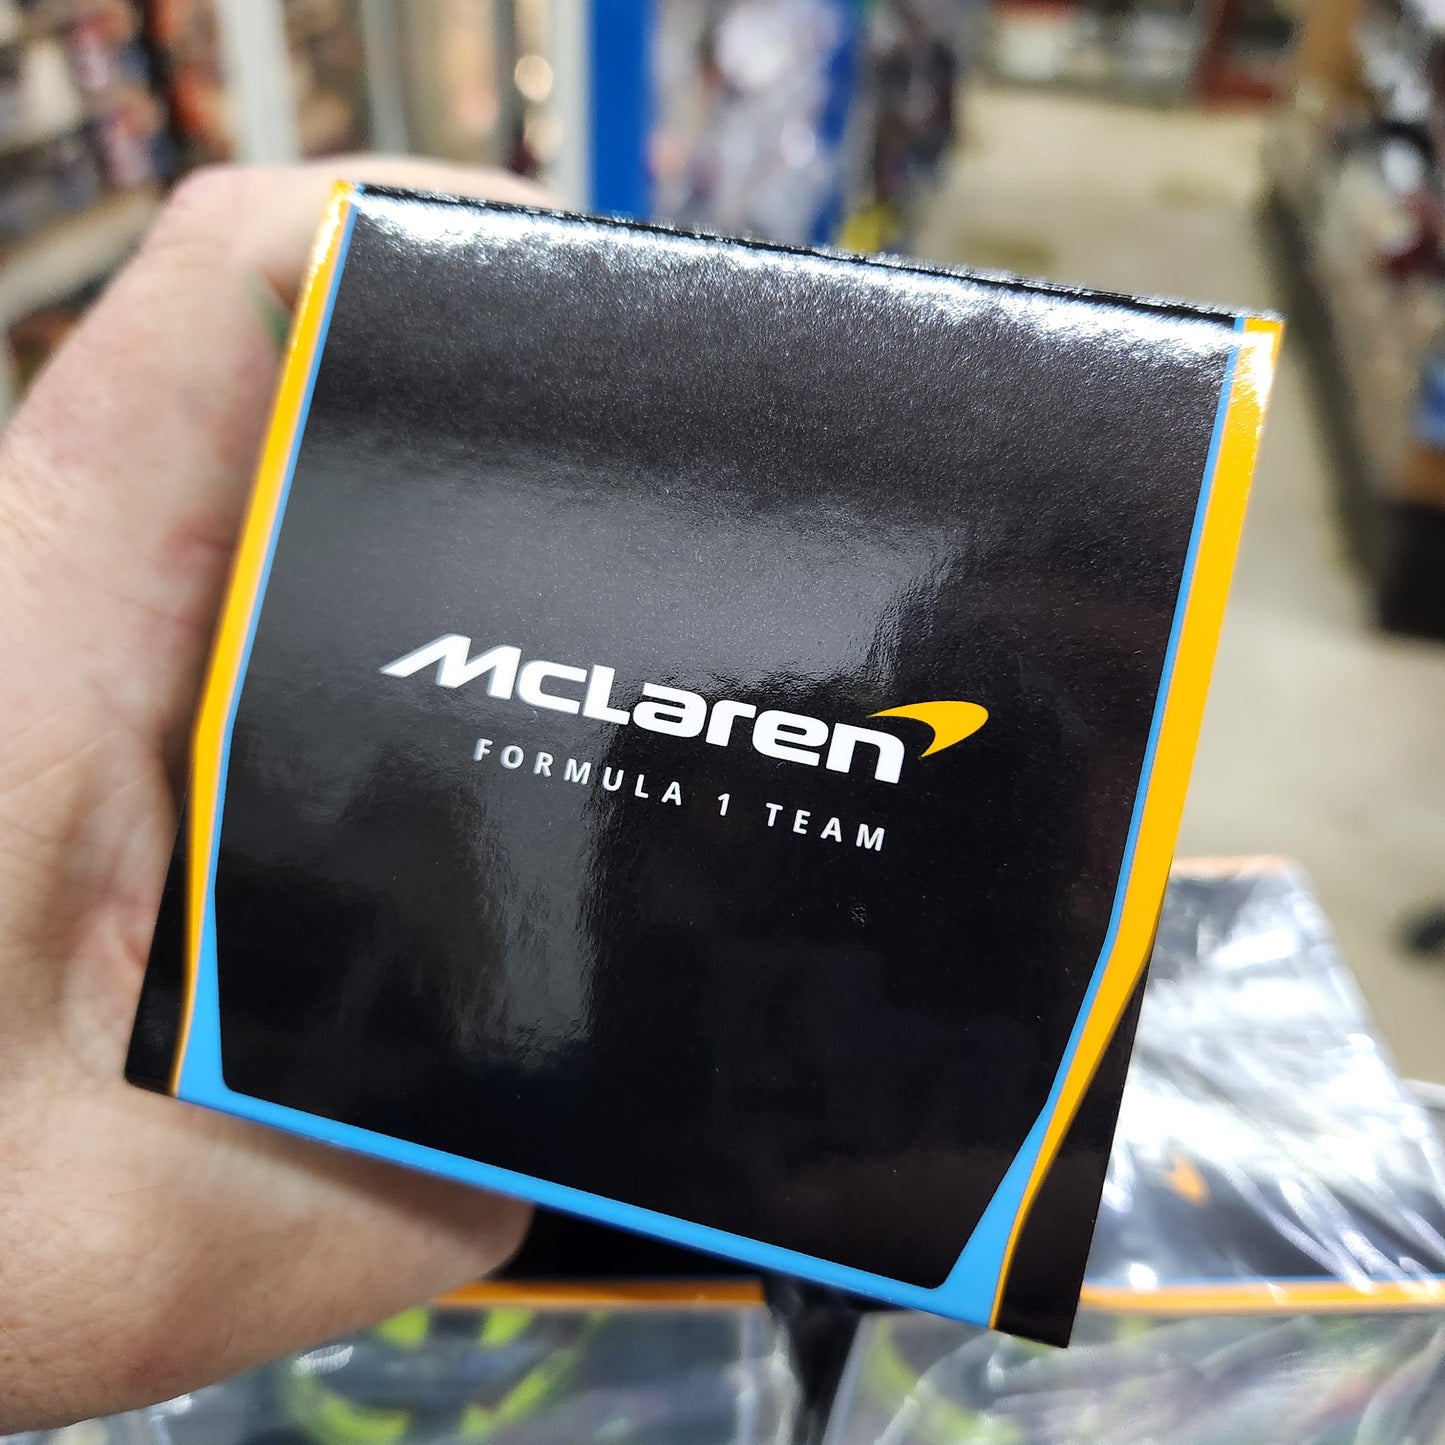 McLaren
FORMULA 1 TEAM